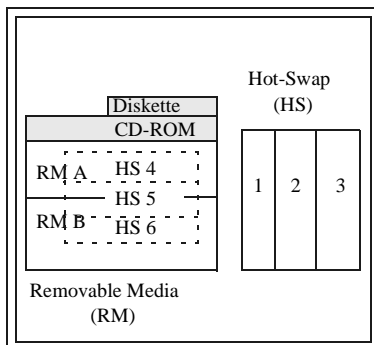 Hot-Swap
(HS)
Diskette
CD-ROM
RM A HS 4
HS 5
RM B HS 6
1 2 3
Removable Media
(RM)